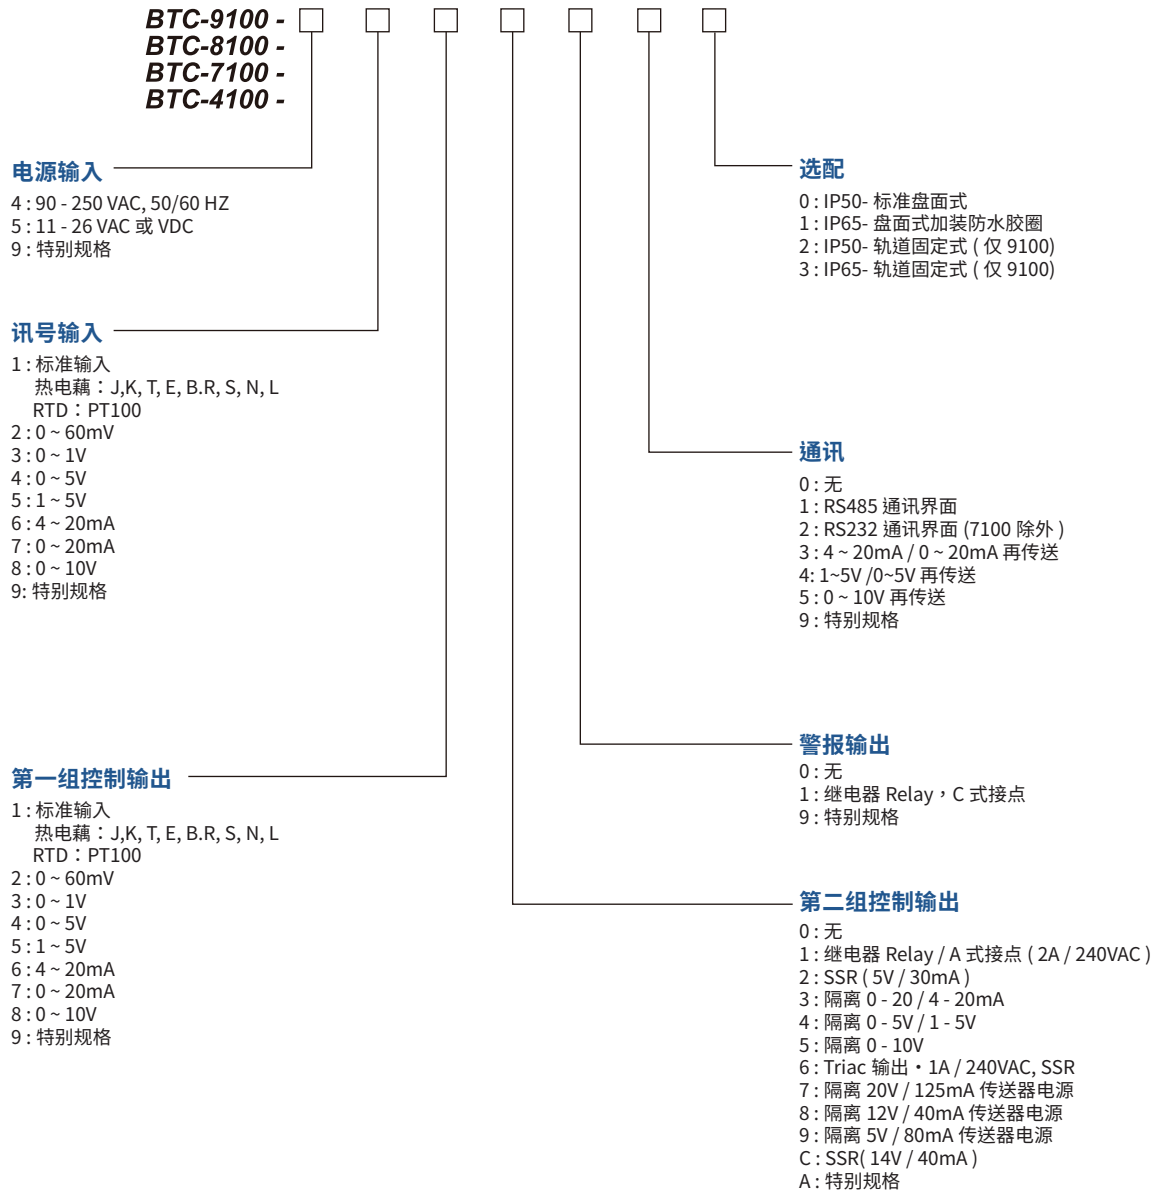 BTC-9100 -
BTC-8100 -
BTC-7100 -
BTC-4100 -
电源输入
4 : 90 - 250 VAC, 50/60 HZ
5 : 11 - 26 VAC 或 VDC
9 : 特别规格
讯号输入
1 : 标准输入
热电藕：J,K, T, E, B.R, S, N, L
RTD：PT100
2 : 0 ~ 60mV
3 : 0 ~ 1V
4 : 0 ~ 5V
5 : 1 ~ 5V
6 : 4 ~ 20mA
7 : 0 ~ 20mA
8 : 0 ~ 10V
9: 特别规格
第一组控制输出
1 : 标准输入
热电藕：J,K, T, E, B.R, S, N, L
RTD：PT100
2 : 0 ~ 60mV
3 : 0 ~ 1V
4 : 0 ~ 5V
5 : 1 ~ 5V
6 : 4 ~ 20mA
7 : 0 ~ 20mA
8 : 0 ~ 10V
9 : 特别规格
选配
0 : IP50- 标准盘面式
1 : IP65- 盘面式加装防水胶圈
2 : IP50- 轨道固定式 ( 仅 9100)
3 : IP65- 轨道固定式 ( 仅 9100)
通讯
0 : 无
1 : RS485 通讯界面
2 : RS232 通讯界面 (7100 除外 )
3 : 4 ~ 20mA / 0 ~ 20mA 再传送
4: 1~5V /0~5V 再传送
5 : 0 ~ 10V 再传送
9 : 特别规格
警报输出
0 : 无
1 : 继电器 Relay，C 式接点
9 : 特别规格
第二组控制输出
0 : 无
1 : 继电器 Relay / A 式接点 ( 2A / 240VAC )
2 : SSR ( 5V / 30mA )
3 : 隔离 0 - 20 / 4 - 20mA
4 : 隔离 0 - 5V / 1 - 5V
5 : 隔离 0 - 10V
6 : Triac 输出・1A / 240VAC, SSR
7 : 隔离 20V / 125mA 传送器电源
8 : 隔离 12V / 40mA 传送器电源
9 : 隔离 5V / 80mA 传送器电源
C : SSR( 14V / 40mA )
A : 特别规格